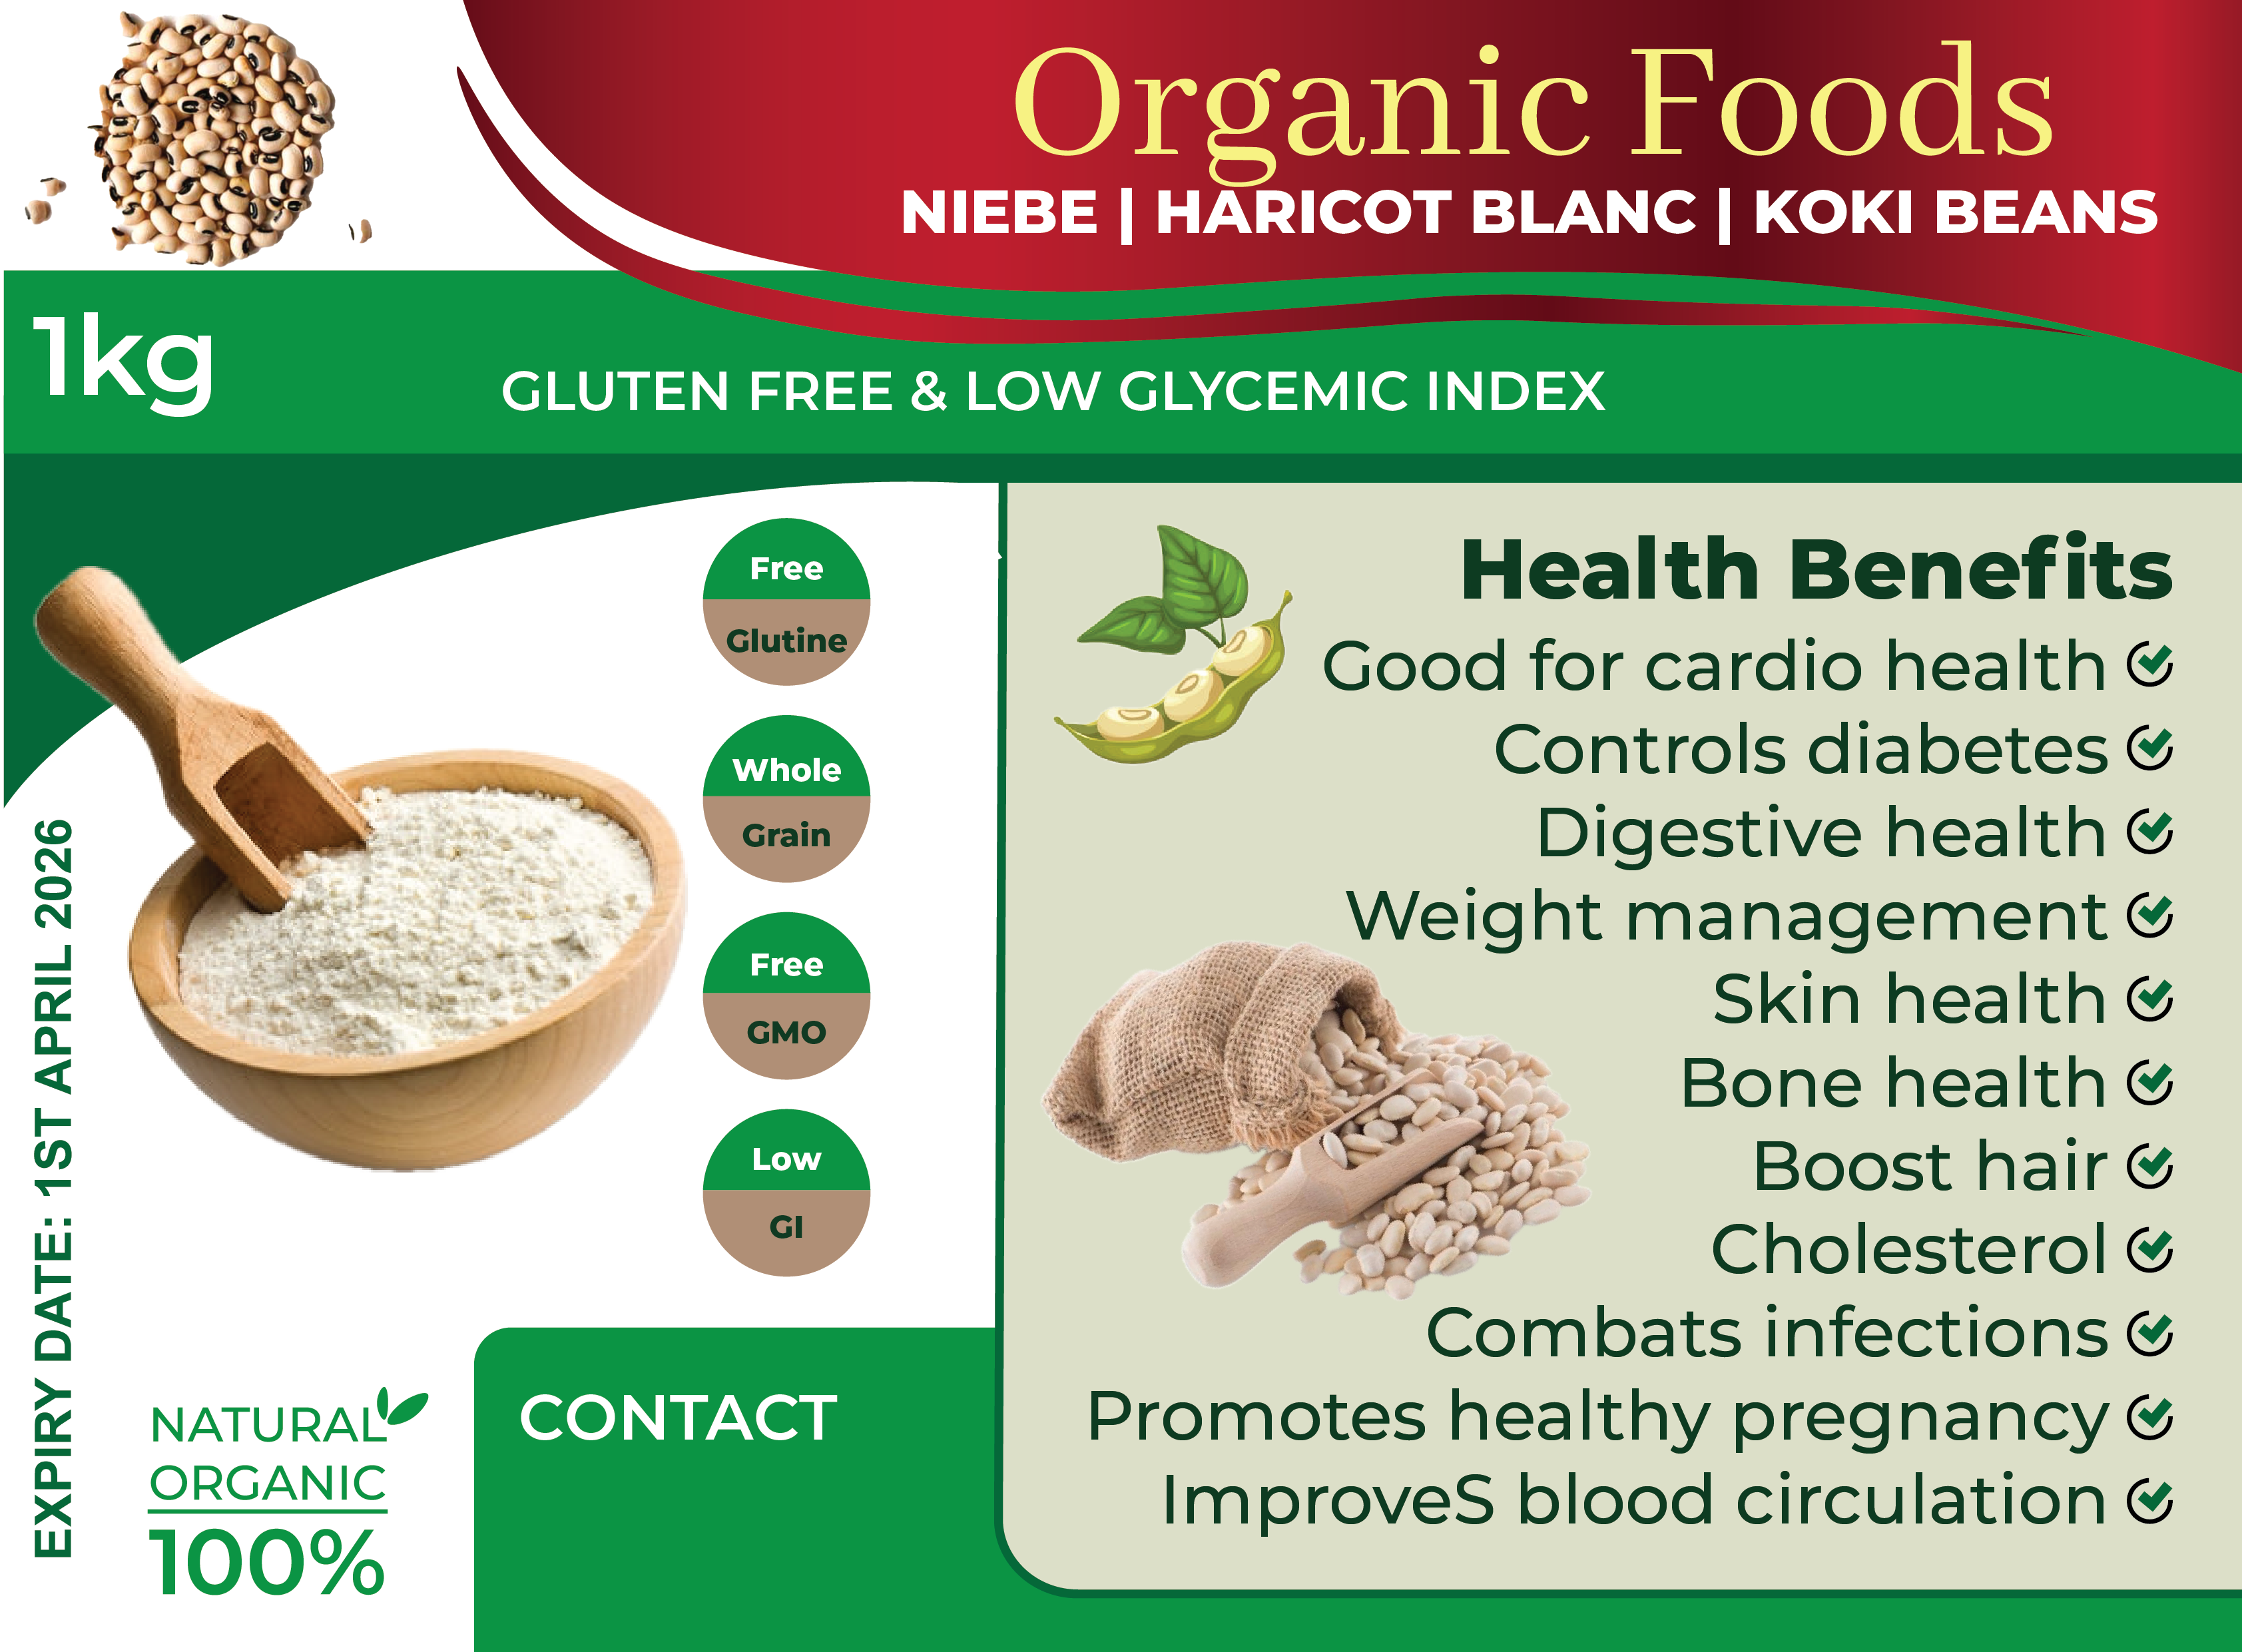 Organic Foods
NIEBE | HARICOT BLANC | KOKI BEANS
1kg
GLUTEN FREE & LOW GLYCEMIC INDEX
Free
Glutine
Whole
Grain
Free
GMO
Low
GI
EXPIRY DATE: 1ST APRIL 2026
NATURAL
ORGANIC
100%
CONTACT
Health Benefits
Good for cardio health
Controls diabetes
Digestive health
Weight management
Skin health
Bone health
Boost hair
Cholesterol
Combats infections
Promotes healthy pregnancy
ImproveS blood circulation